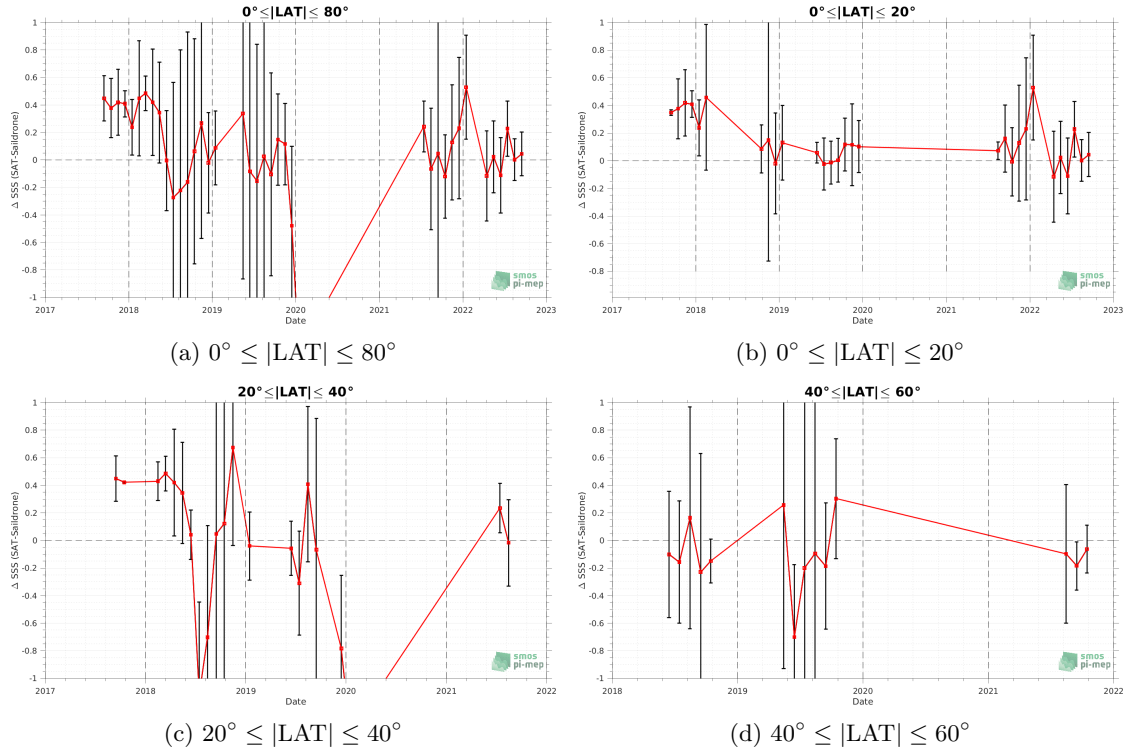 0°≤|LAT|≤ 80°
Δ SSS (SAT-Saildrone)
1
0.8
0.6
0.4
0.2
0
-0.2
-0.4
-0.6
-0.8
-1
2017 2018 2019 2020 2021 2022 2023
Date
smos
pi-mep
(a) 0° ≤ |LAT| ≤ 80°
0°≤|LAT|≤ 20°
Δ SSS (SAT-Saildrone)
1
0.8
0.6
0.4
0.2
0
-0.2
-0.4
-0.6
-0.8
-1
2017 2018 2019 2020 2021 2022 2023
Date
smos
pi-mep
(b) 0° ≤ |LAT| ≤ 20°
20°≤|LAT|≤ 40°
Δ SSS (SAT-Saildrone)
1
0.8
0.6
0.4
0.2
0
-0.2
-0.4
-0.6
-0.8
-1
2017 2018 2019 2020 2021 2022
Date
smos
pi-mep
(c) 20° ≤ |LAT| ≤ 40°
40°≤|LAT|≤ 60°
Δ SSS (SAT-Saildrone)
1
0.8
0.6
0.4
0.2
0
-0.2
-0.4
-0.6
-0.8
-1
2018 2019 2020 2021 2022
Date
smos
pi-mep
(d) 40° ≤ |LAT| ≤ 60°